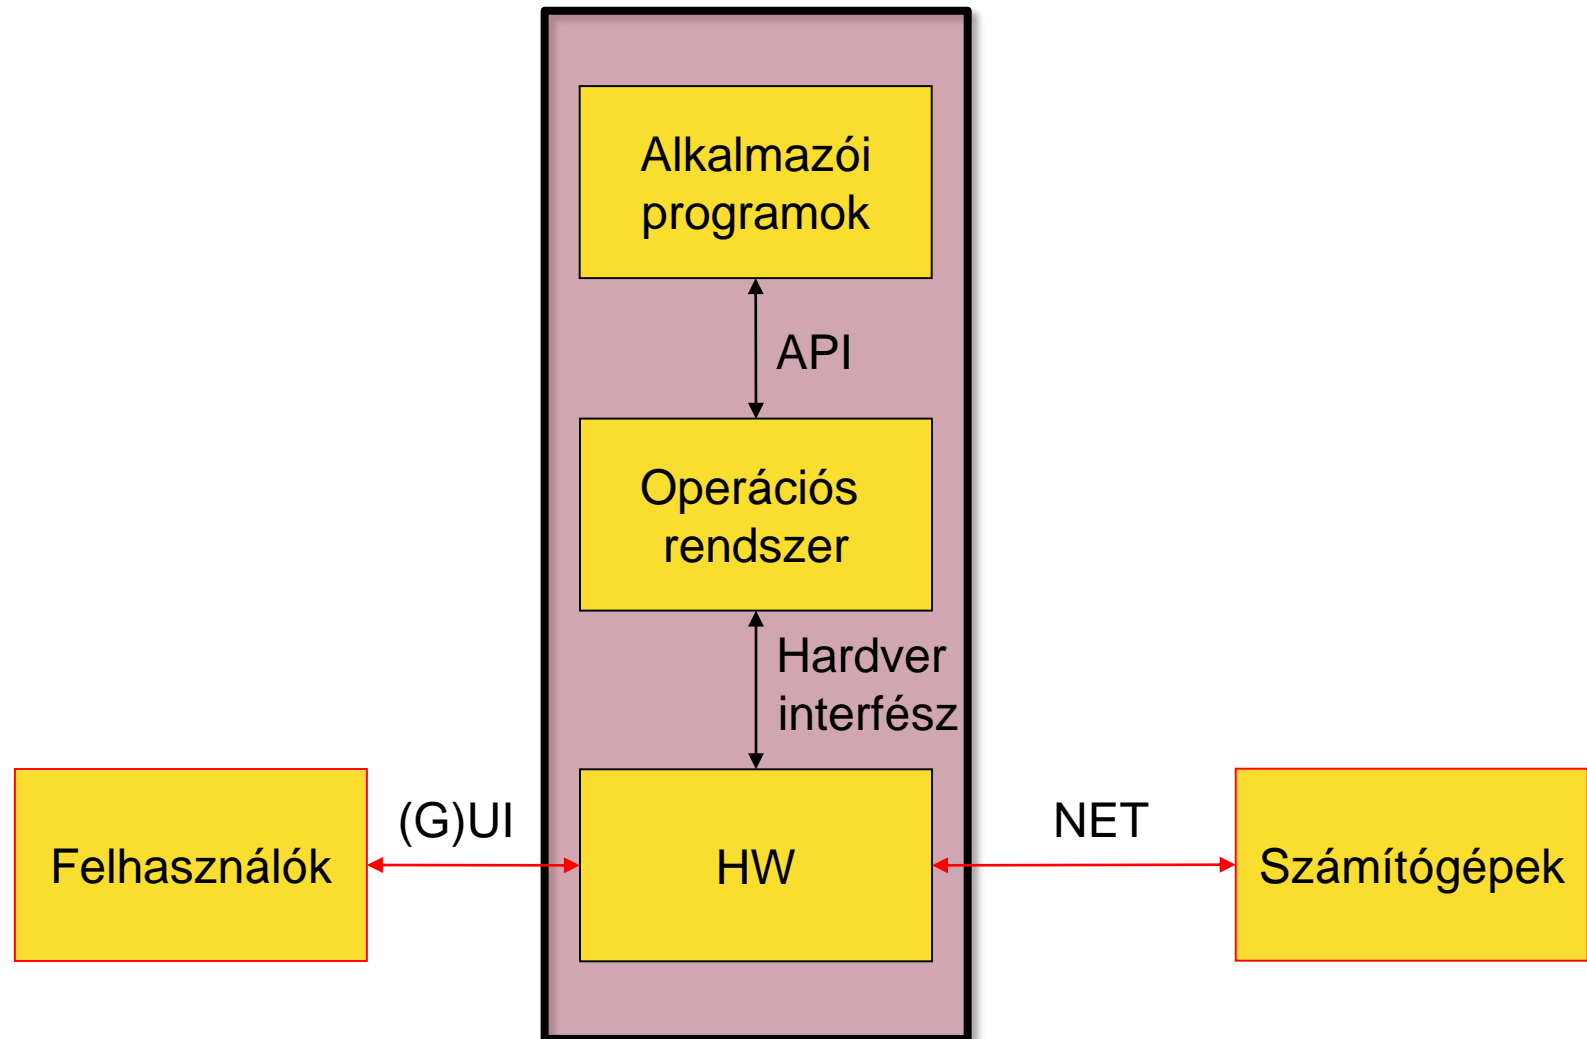 Alkalmazói
programok
API
Operációs
rendszer
Hardver
interfész
Felhasználók
(G)UI
HW
NET
Számítógépek